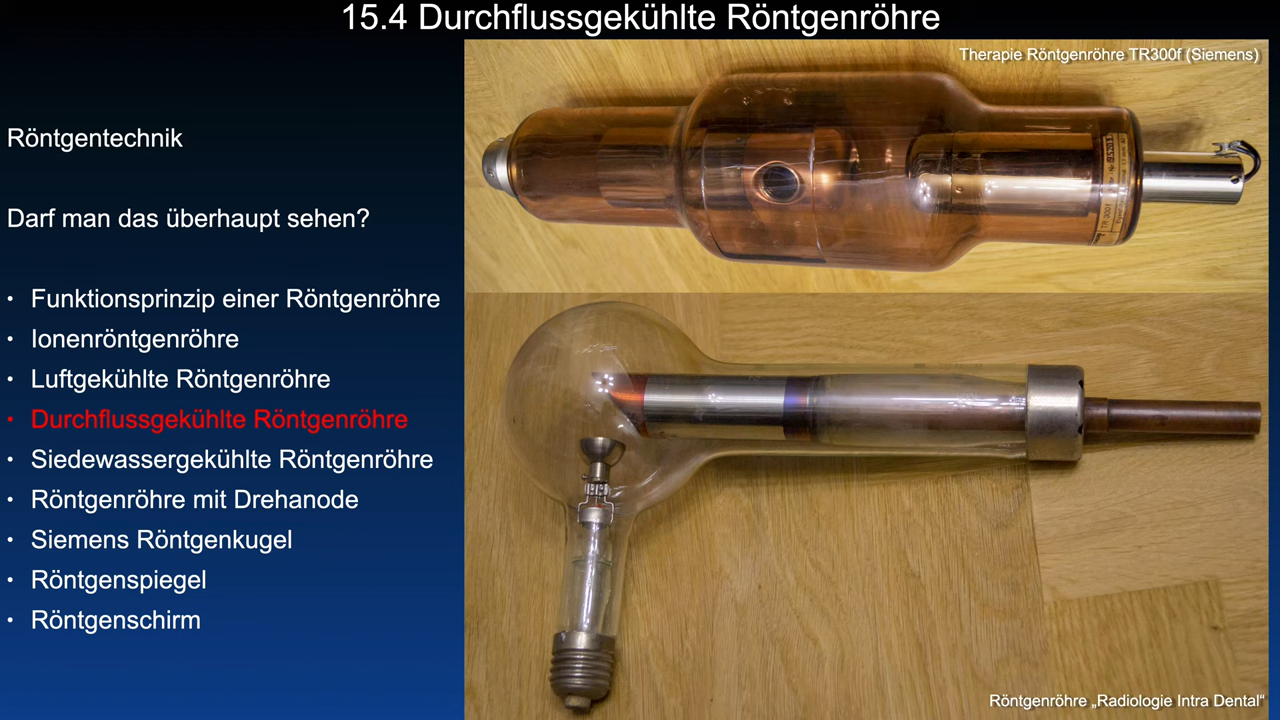 15.4 Durchflussgekühlte Röntgenröhre
Therapie Röntgenröhre TR300f (Siemens)
Röntgentechnik
Darf man das überhaupt sehen?
• Funktionsprinzip einer Röntgenröhre
• Ionenröntgenröhre
• Luftgekühlte Röntgenröhre
• Durchflussgekühlte Röntgenröhre
• Siedewassergekühlte Röntgenröhre
• Röntgenröhre mit Drehanode
• Siemens Röntgenkugel
• Röntgenspiegel
• Röntgenschirm
Röntgenröhre „Radiologie Intra Dental“